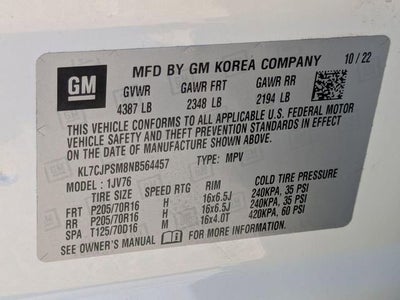 GM
MFD BY GM KOREA COMPANY 10/22
GVWR GAWR FRT GAWR RR
4387 LB 2348 LB 2194 LB
THIS VEHICLE CONFORMS TO ALL APPLICABLE U.S. FEDERAL MOTOR
VEHICLE SAFETY AND THEFT PREVENTION STANDARDS IN EFFECT
ON THE DATE OF MANUFACTURE SHOWN ABOVE.
KL7CJPSM8NB564457 TYPE: MPV
MODEL: 1JV76
TIRE SIZE SPEED RTG RIM COLD TIRE PRESSURE
FRT P205/70R16 H 16x6.5J 240KPA, 35 PSI
RR P205/70R16 H 16x6.5J 240KPA, 35 PSI
SPA T125/70D16 M 16x4.0T 420KPA, 60 PSI
SEE OWNER'S MANUAL FOR MORE INFORMATION.